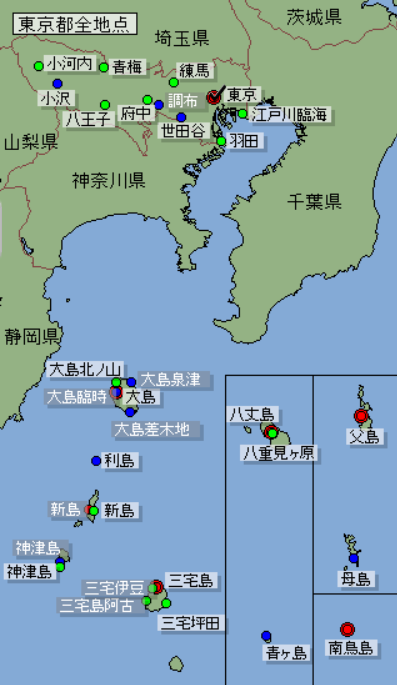 東京都全地点
茨城県
埼玉県
小河内
青梅
練馬
小沢
調布
東京
八王子
府中
江戸川臨海
世田谷
羽田
山梨県
神奈川県
千葉県
静岡県
大島北ノ山
大島泉津
大島臨時
大島
大島差木地
八丈島
八重見ヶ原
父島
利島
新島
新島
神津島
神津島
三宅伊豆
三宅島
三宅島阿古
三宅坪田
母島
青ヶ島
南鳥島